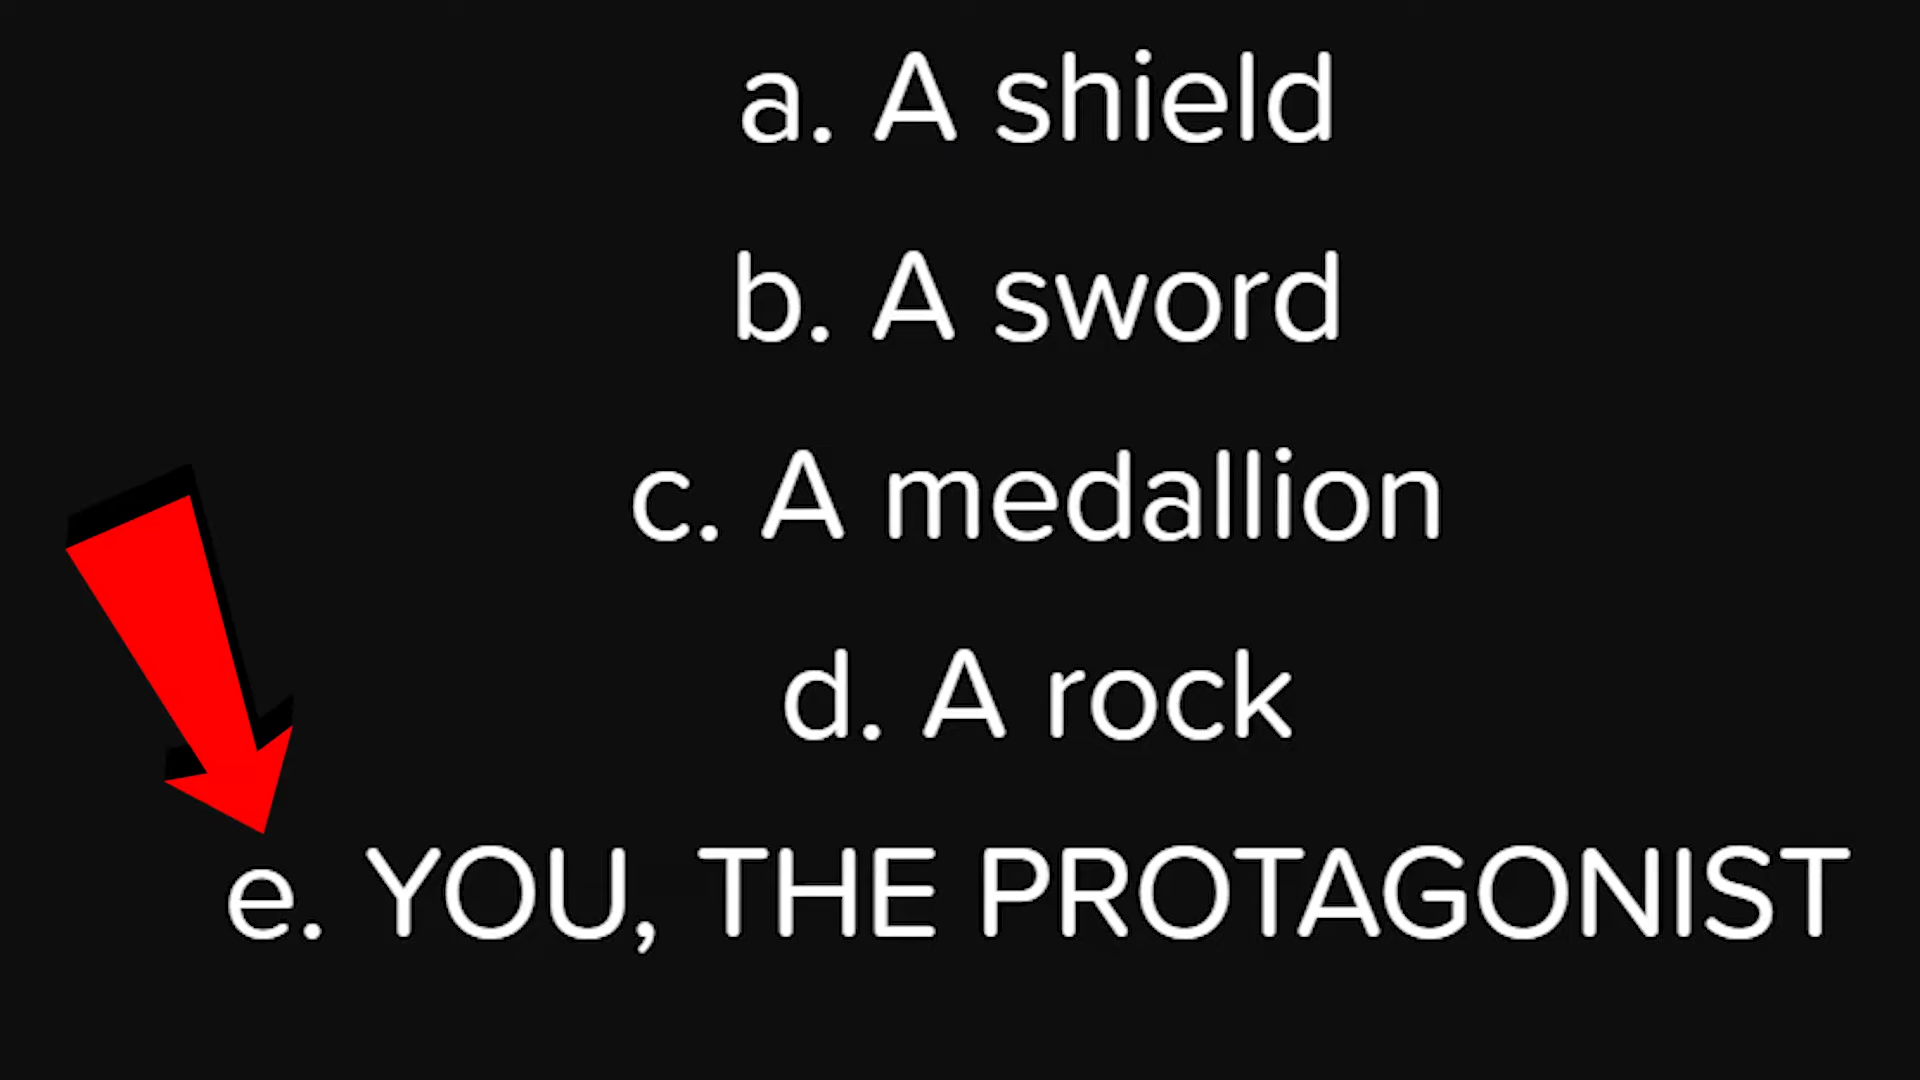 a. A shield
b. A sword
c. A medallion
d. A rock
e. YOU, THE PROTAGONIST